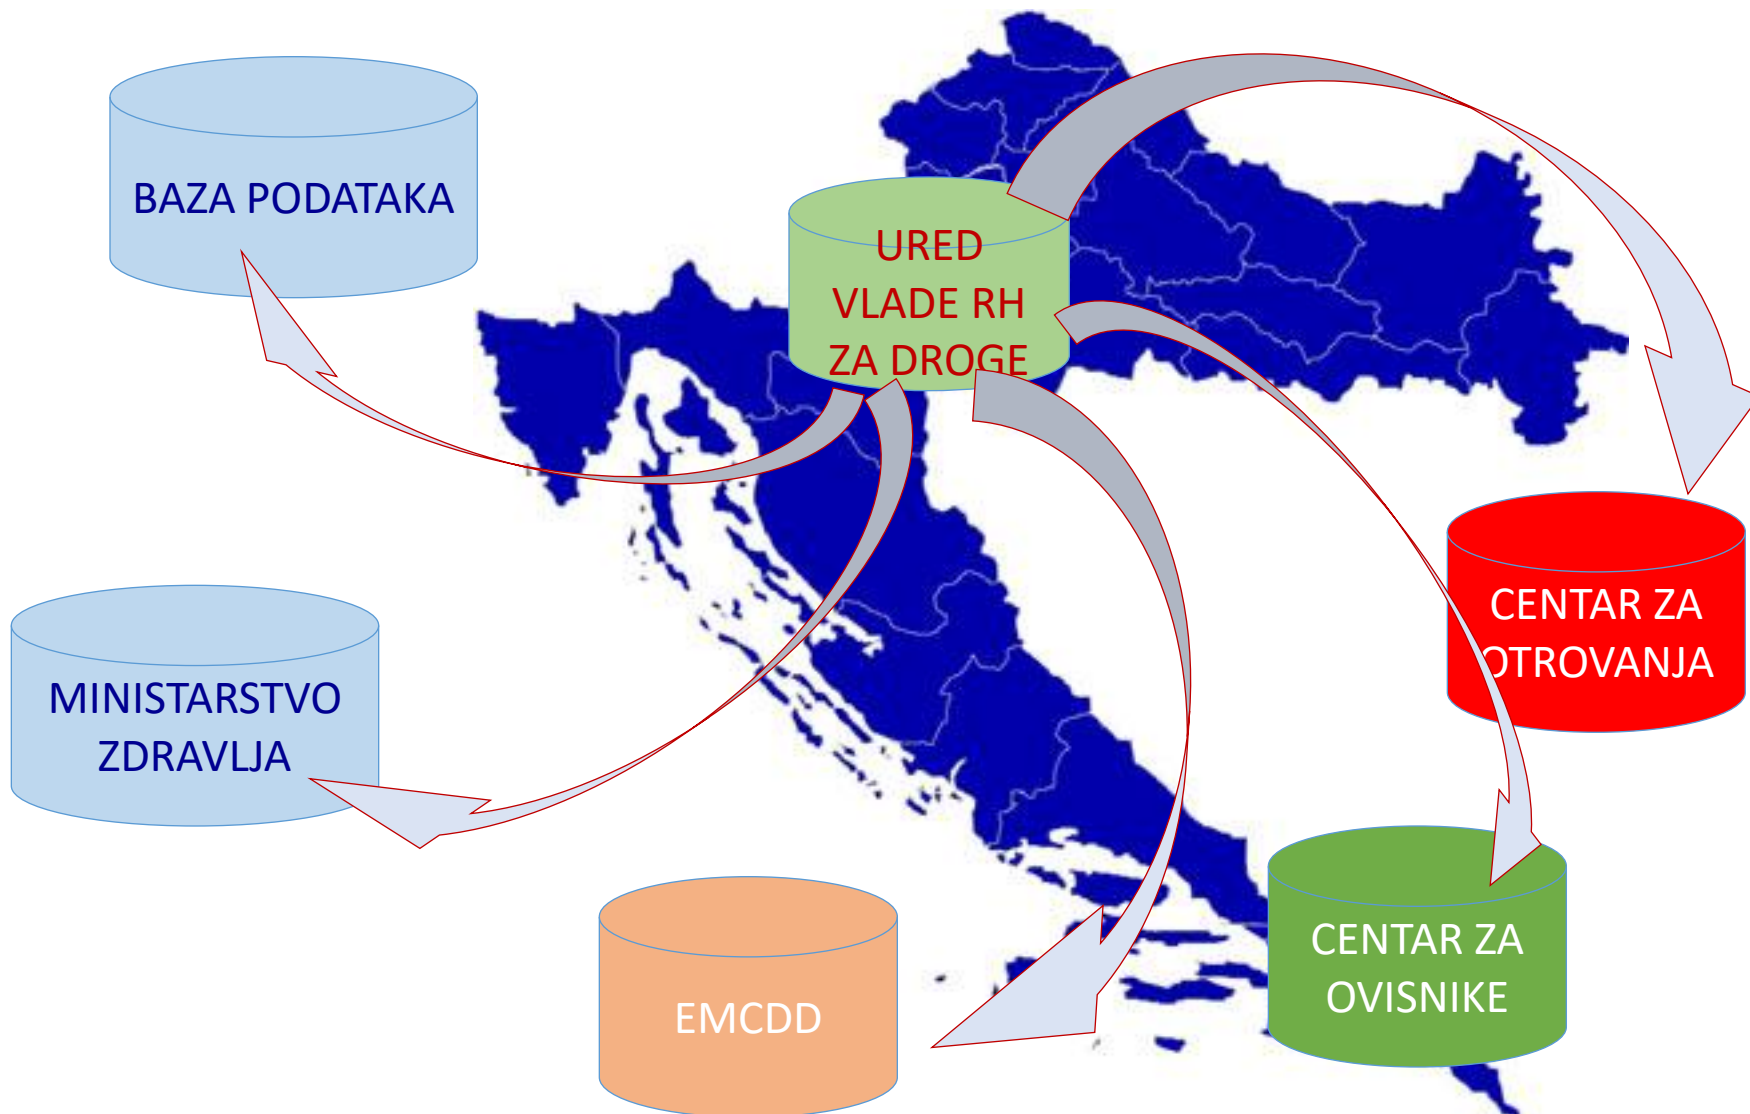 BAZA PODATAKA
URED
VLADE RH
ZA DROGE
CENTAR ZA
OTROVANJA
MINISTARSTVO
ZDRAVLJA
CENTAR ZA
OVISNIKE
EMCDD